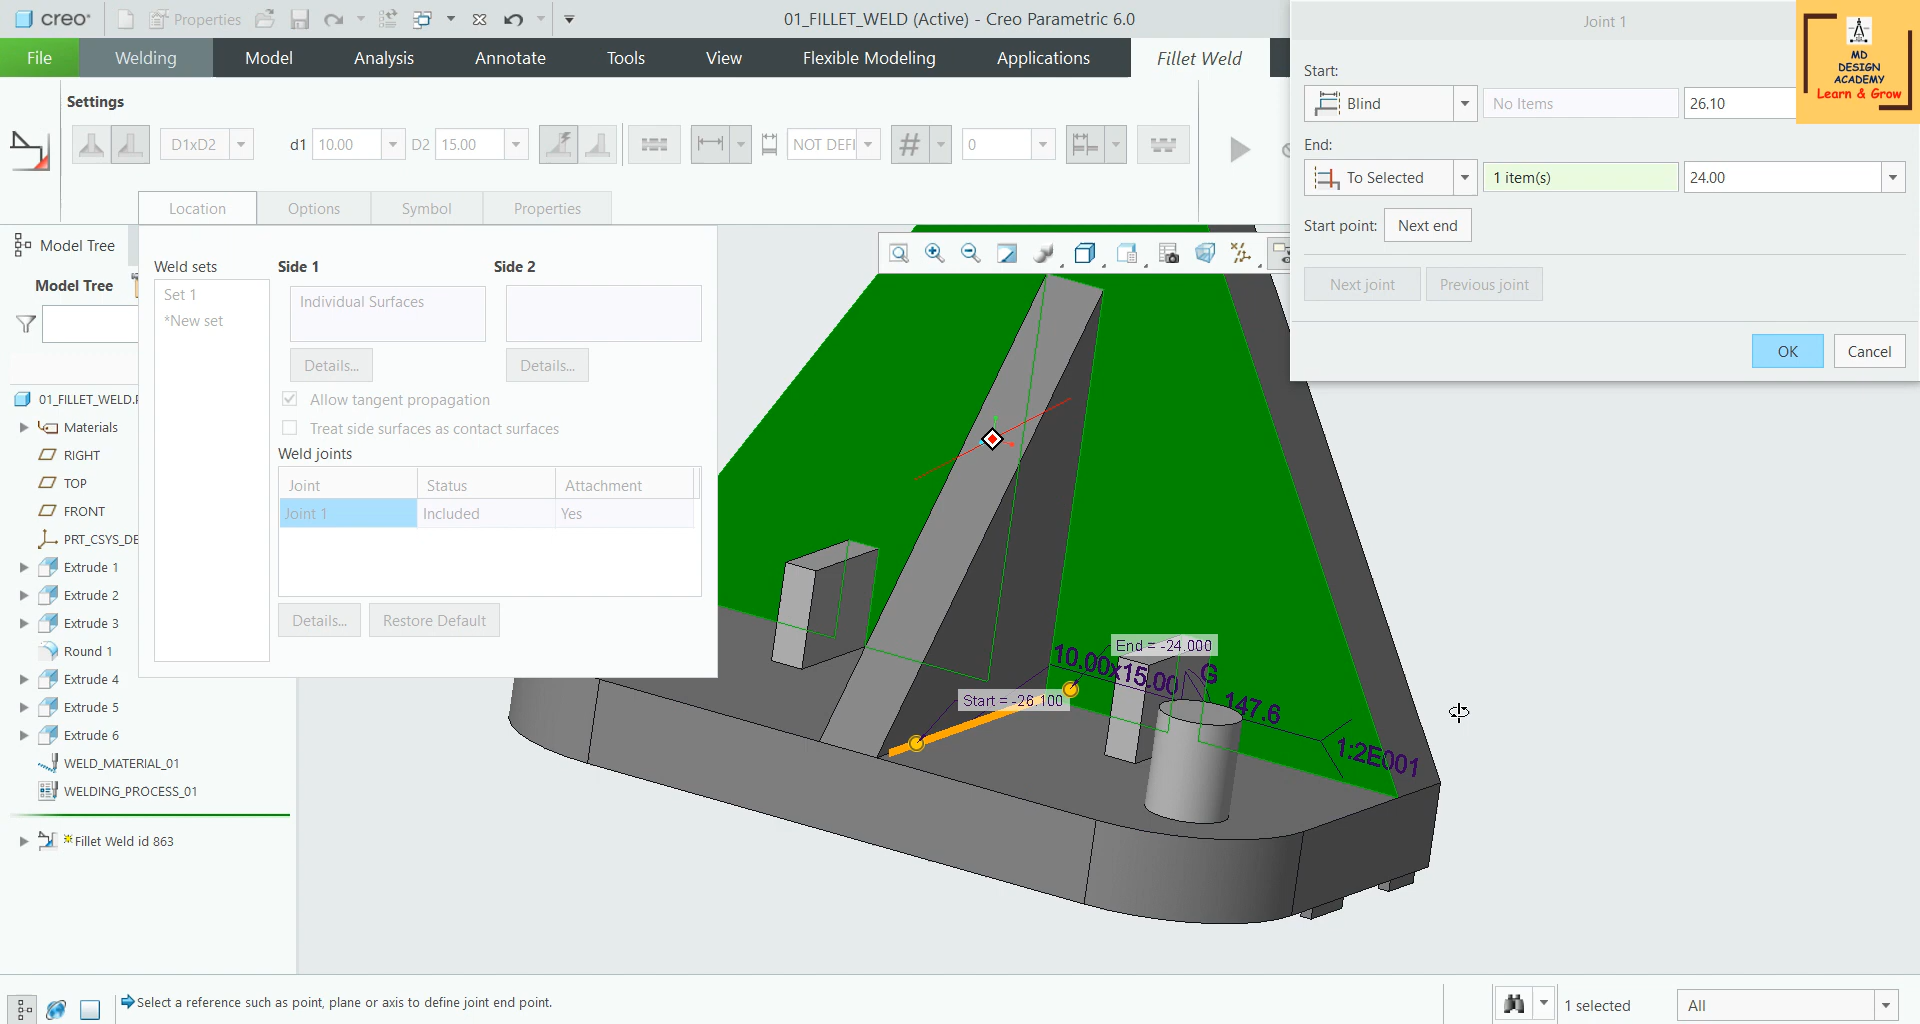 creo®
Properties
01_FILLET_WELD (Active) - Creo Parametric 6.0
File
Welding
Model
Analysis
Annotate
Tools
View
Flexible Modeling
Applications
Fillet Weld
Settings
D1xD2
d1
10.00
D2
15.00
NOT DEFI
#
0
Location
Options
Symbol
Properties
Model Tree
Model Tree
01_FILLET_WELD.P
Materials
RIGHT
TOP
FRONT
PRT_CSYS_DE
Extrude 1
Extrude 2
Extrude 3
Round 1
Extrude 4
Extrude 5
Extrude 6
WELD_MATERIAL_01
WELDING_PROCESS_01
Fillet Weld id 863
Weld sets
Set 1
*New set
Side 1
Side 2
Individual Surfaces
Details...
Details...
Allow tangent propagation
Treat side surfaces as contact surfaces
Weld joints
Joint
Status
Attachment
Joint 1
Included
Yes
Details...
Restore Default
End = -24.000
10.00x15.00
G
147.6
Start = -26.100
1:2E001
Joint 1
Start:
Blind
No Items
26.10
End:
To Selected
1 item(s)
24.00
Start point:
Next end
Next joint
Previous joint
OK
Cancel
MD
DESIGN
ACADEMY
Learn & Grow
Select a reference such as point, plane or axis to define joint end point.
1 selected
All